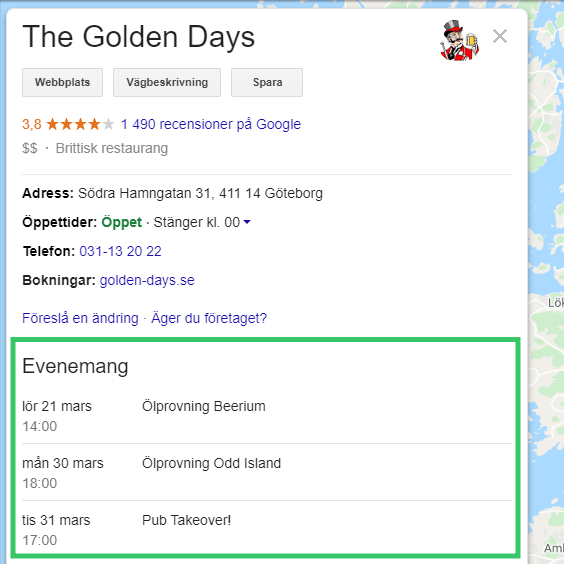 The Golden Days
Webbplats Vägbeskrivning Spara
3,8 1 490 recensioner på Google
$$ · Brittisk restaurang
Adress: Södra Hamngatan 31, 411 14 Göteborg
Öppettider: Öppet · Stänger kl. 00
Telefon: 031-13 20 22
Bokningar: golden-days.se
Föreslå en ändring · Äger du företaget?
Evenemang
lör 21 mars Ölprovning Beerium
14:00
mån 30 mars Ölprovning Odd Island
18:00
tis 31 mars Pub Takeover!
17:00